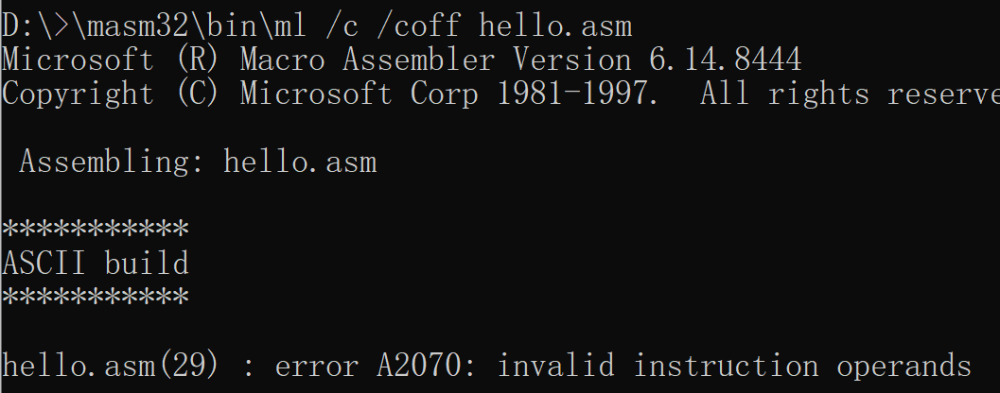 D:\>\masm32\bin\ml /c /coff hello.asm
Microsoft (R) Macro Assembler Version 6.14.8444
Copyright (C) Microsoft Corp 1981-1997.  All rights reserve
Assembling: hello.asm
***********
ASCII build
***********
hello.asm(29) : error A2070: invalid instruction operands